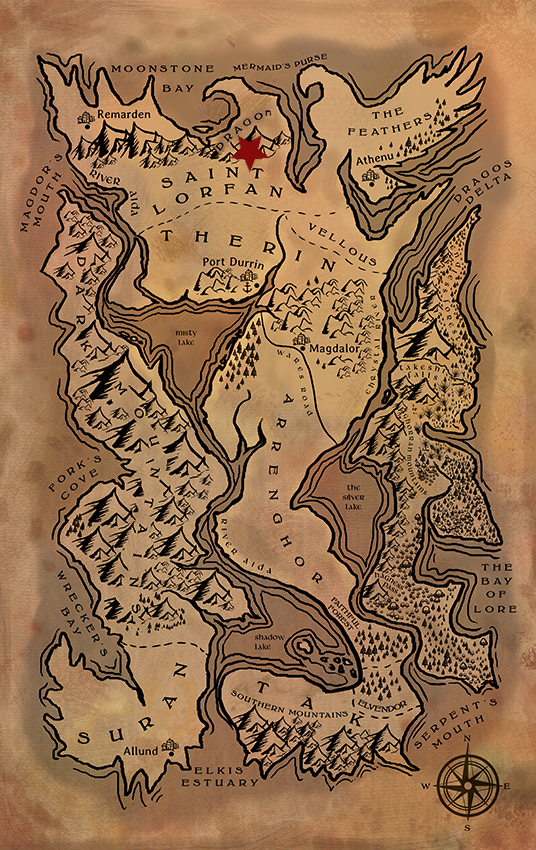 MOONSTONE
BAY
MERMAID'S PURSE
Remarden
DRAGON
THE
FEATHERS
Athenu
MAGDOR'S
MOUTH
RIVER
AIDA
SAINT
LORFAN
DRAGOS
DELTA
THERIN
VELLOUS
Port Durrin
DARK
MOUNTAINS
misty
lake
Magdalor
WARES ROAD
ARRENGHOR
FORK'S
COVE
the
silver
lake
RIVER AIDA
THE
BAY
OF
LORE
WRECKER'S
BAY
FAITHFUL
FOREST
shadow
lake
SURAN
TAK
SOUTHERN MOUNTAINS
ELVENDOR
SERPENT'S
MOUTH
Allund
ELKIS
ESTUARY
N
W
E
S